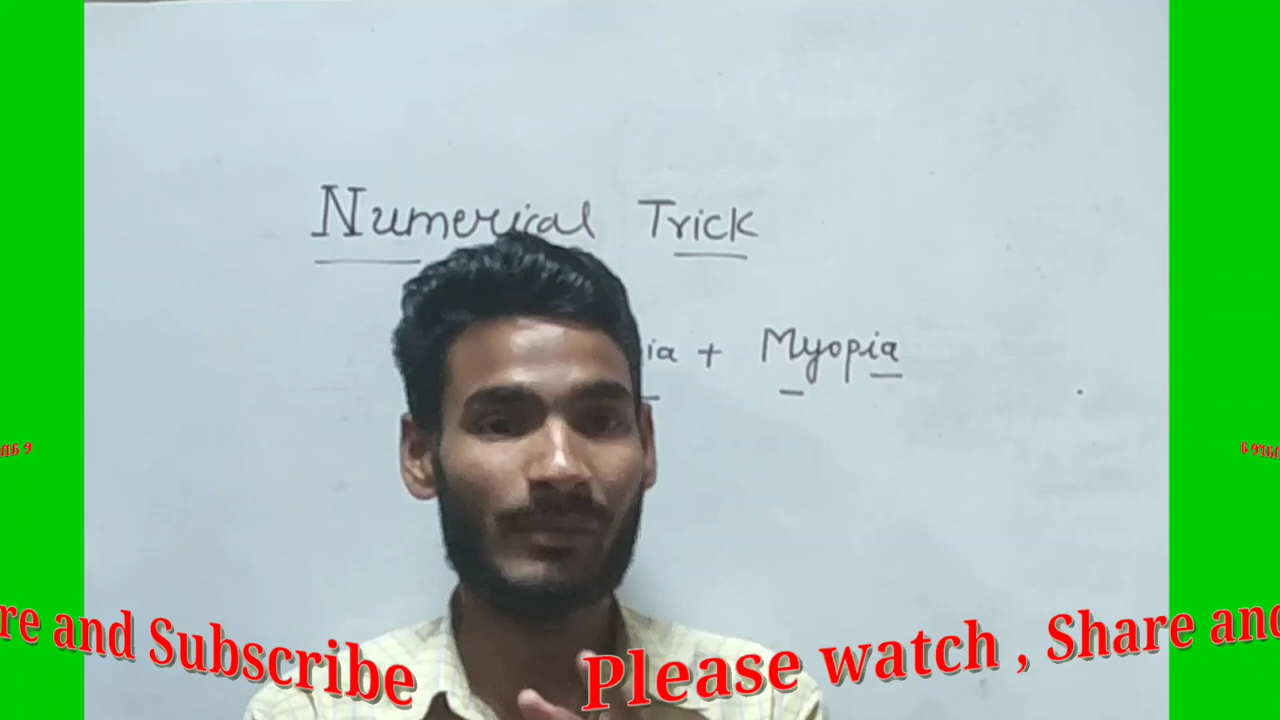 Numerical Trick
ia + Myopia
re and Subscribe
Please watch , Share and